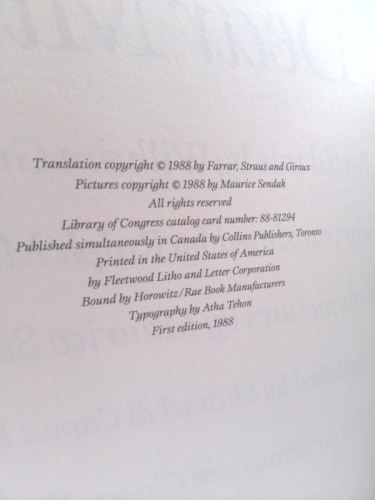 Translation copyright © 1988 by Farrar, Straus and Giroux
Pictures copyright © 1988 by Maurice Sendak
All rights reserved
Library of Congress catalog card number: 88-81294
Published simultaneously in Canada by Collins Publishers, Toronto
Printed in the United States of America
by Fleetwood Litho and Letter Corporation
Bound by Horowitz/Rae Book Manufacturers
Typography by Atha Tehon
First edition, 1988